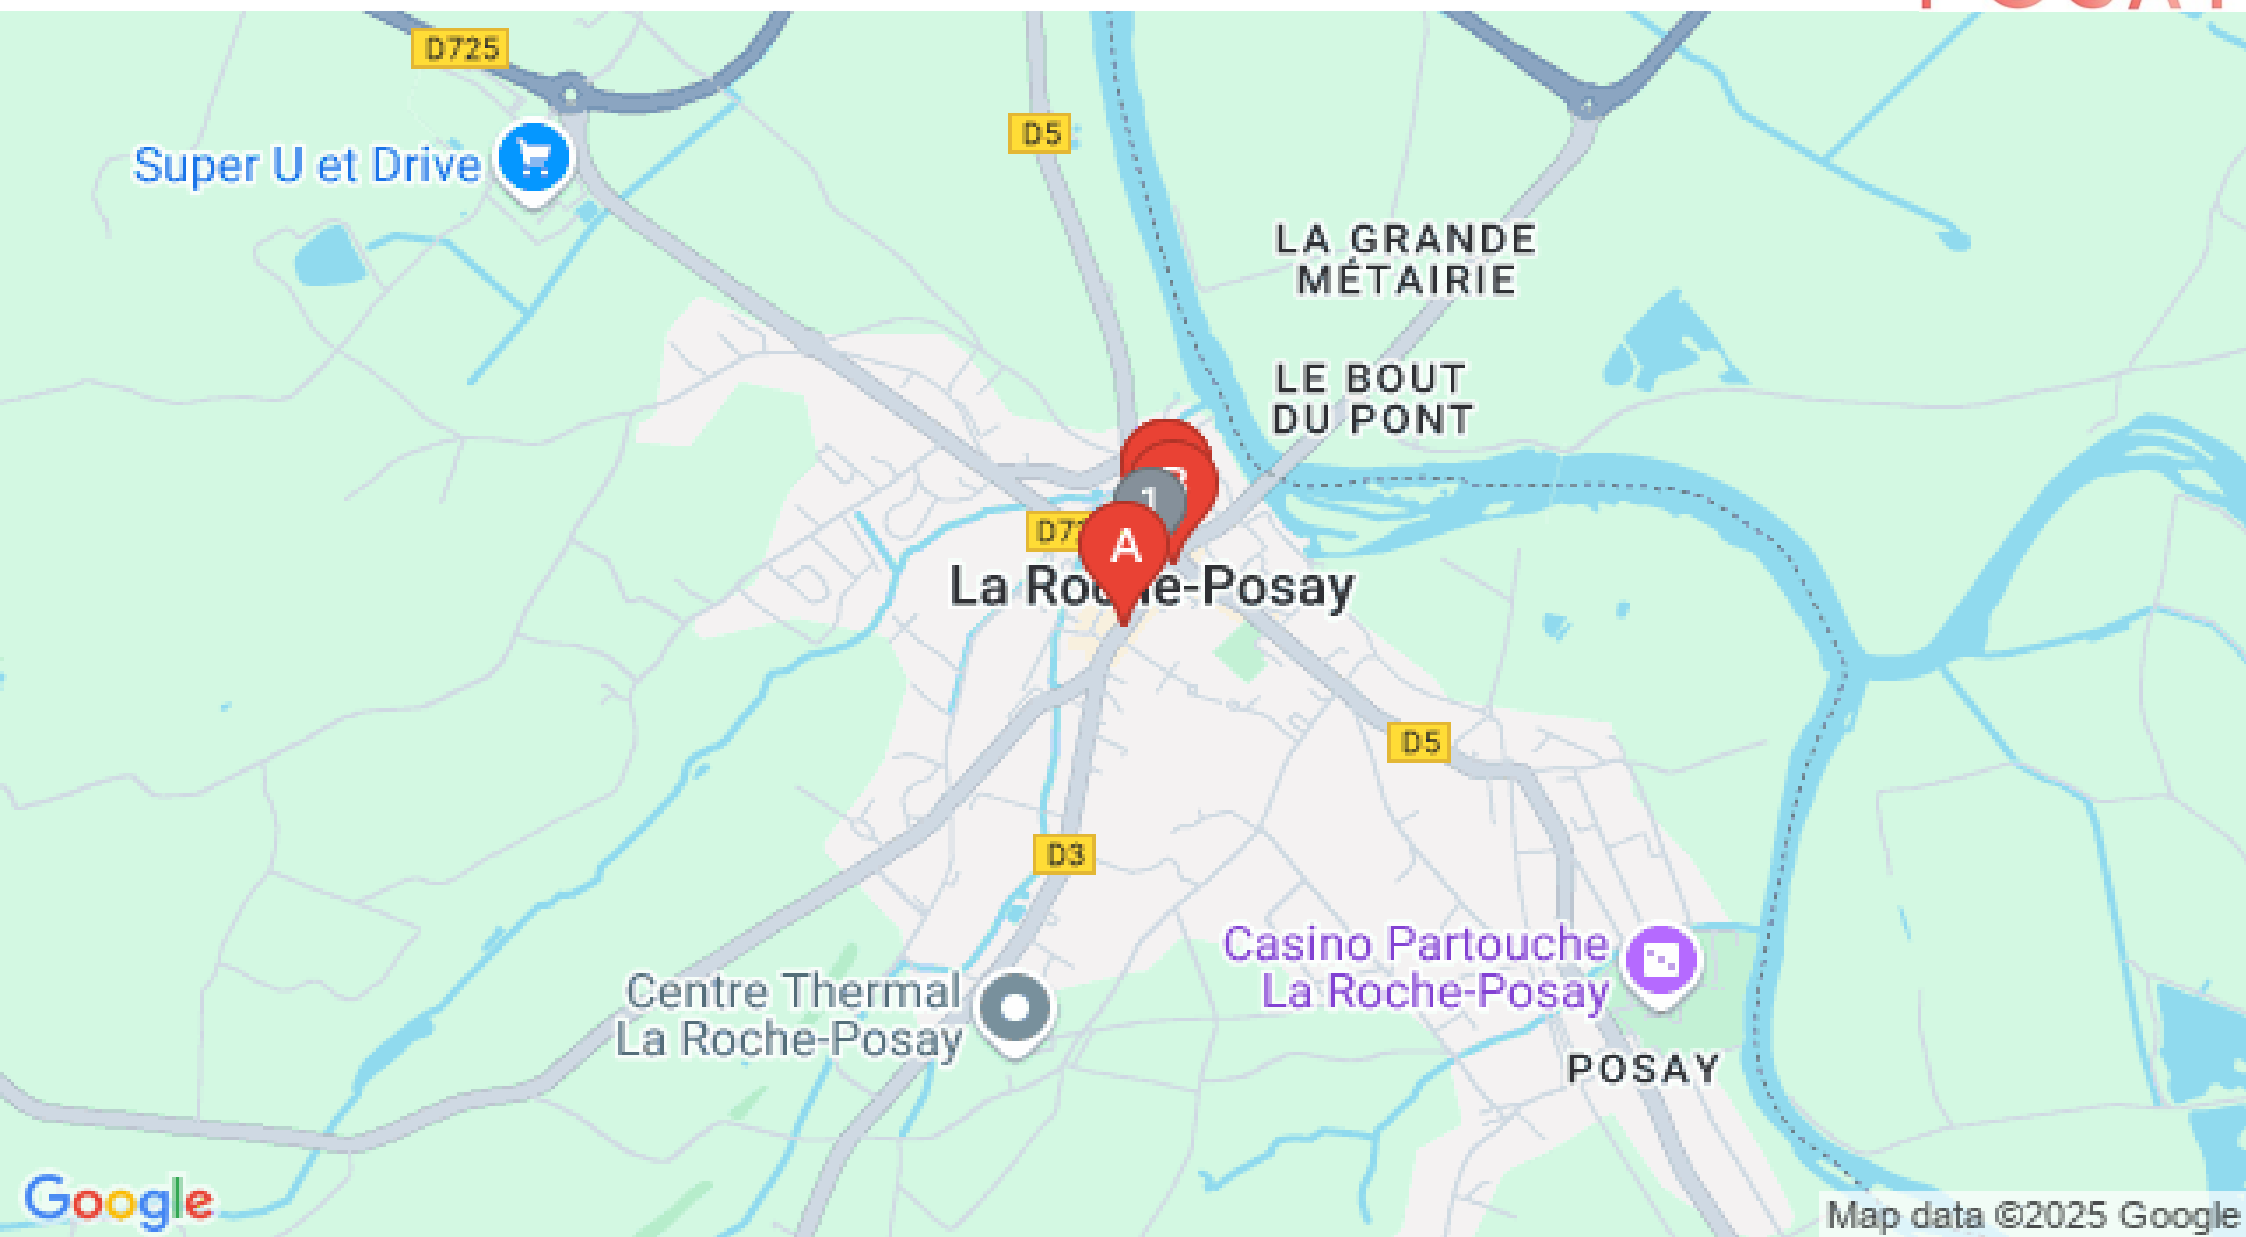 D725
D5
Super U et Drive
LA GRANDE
MÉTAIRIE
LE BOUT
DU PONT
1
A
La Roche-Posay
D5
D3
Casino Partouche
La Roche-Posay
Centre Thermal
La Roche-Posay
POSAY
Google
Map data ©2025 Google